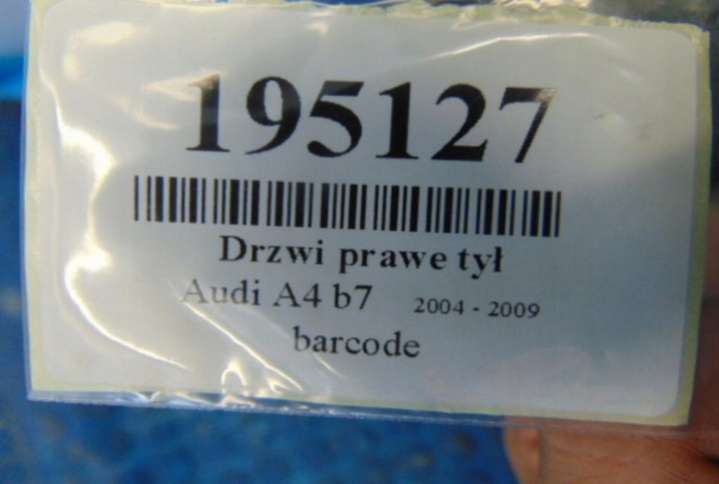 195127
Drzwi prawe tył
Audi A4 b7 2004 - 2009
barcode